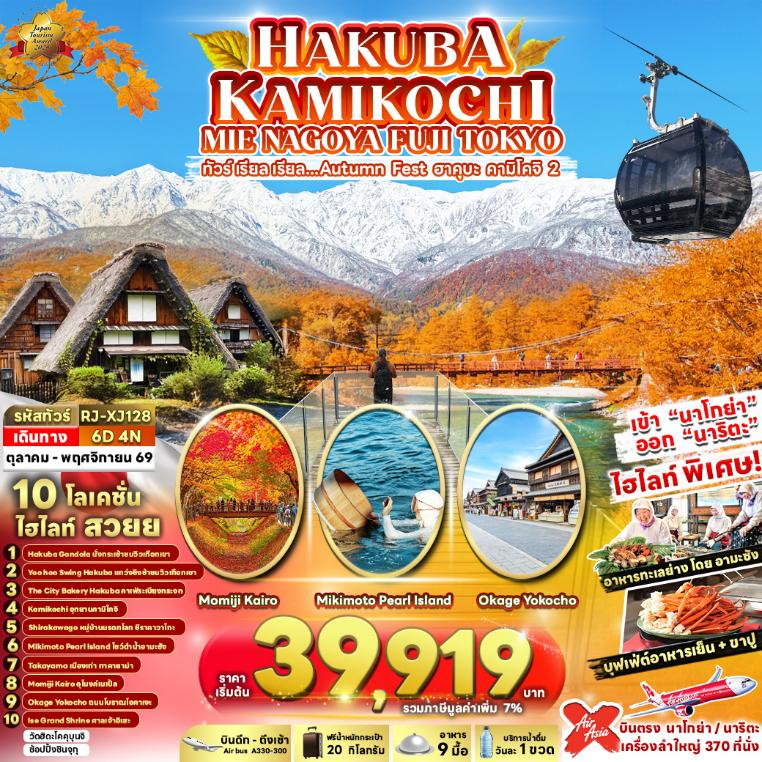 Japan
Tourism
Award
HAKUBA
KAMIKOCHI
MIE NAGOYA FUJI TOKYO
ทัวร์ เรียล เรียล...Autumn Fest ฮาคุบะ คามิโคจิ 2
รหัสทัวร์ RJ-XJ128
เดินทาง 6D 4N
ตุลาคม - พฤศจิกายน 69
เข้า “นาโกย่า”
ออก “นาริตะ”
ไฮไลท์ พิเศษ!
10 โลเคชั่น
ไฮไลท์ สวยย
1 Hakuba Gondola นั่งกระเช้าชมวิวเทือกเขา
2 Yoohoo Swing Hakuba แกว่งชิงช้าชมวิวเทือกเขา
3 The City Bakery Hakuba คาเฟ่ระเบียงกระจก
4 Kamikochi อุทยานคามิโคจิ
5 Shirakawago หมู่บ้านมรดกโลก ชิราคาวาโกะ
6 Mikimoto Pearl Island โชว์ดำน้ำอามะซัง
7 Takayama เมืองเก่า ทาคายาม่า
8 Momiji Kairo อุโมงค์เมเปิ้ล
9 Okage Yokocho ถนนโบราณโอคาเงะ
10 Ise Grand Shrine ศาลเจ้าอิเสะ
วัดฮิตะโคคุบุนจิ
ช้อปปิ้งชินจุกุ
Momiji Kairo
Mikimoto Pearl Island
Okage Yokocho
อาหารทะเลย่าง โดย อามะซัง
บุฟเฟ่ต์อาหารเย็น + ขาปู
ราคา
เริ่มต้น
39,919
บาท
รวมภาษีมูลค่าเพิ่ม 7%
บินดึก - ถึงเช้า
Air bus A330-300
ฟรีน้ำหนักกระเป๋า
20 กิโลกรัม
อาหาร
9 มื้อ
บริการน้ำดื่ม
วันละ 1 ขวด
Air
Asia
X
บินตรง นาโกย่า / นาริตะ
เครื่องลำใหญ่ 370 ที่นั่ง